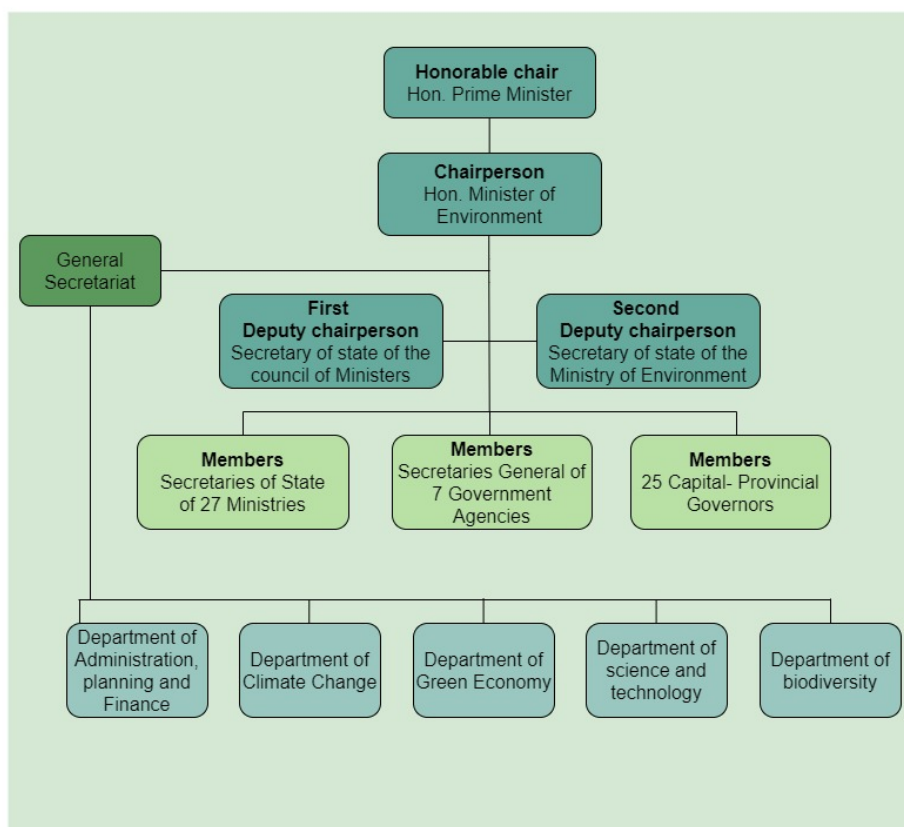 Honorable chair
Hon. Prime Minister
Chairperson
Hon. Minister of
Environment
General
Secretariat
First
Deputy chairperson
Secretary of state of the
council of Ministers
Second
Deputy chairperson
Secretary of state of the
Ministry of Environment
Members
Secretaries of State
of 27 Ministries
Members
Secretaries General of
7 Government
Agencies
Members
25 Capital- Provincial
Governors
Department of
Administration,
planning and
Finance
Department of
Climate Change
Department of
Green Economy
Department of
science and
technology
Department of
biodiversity